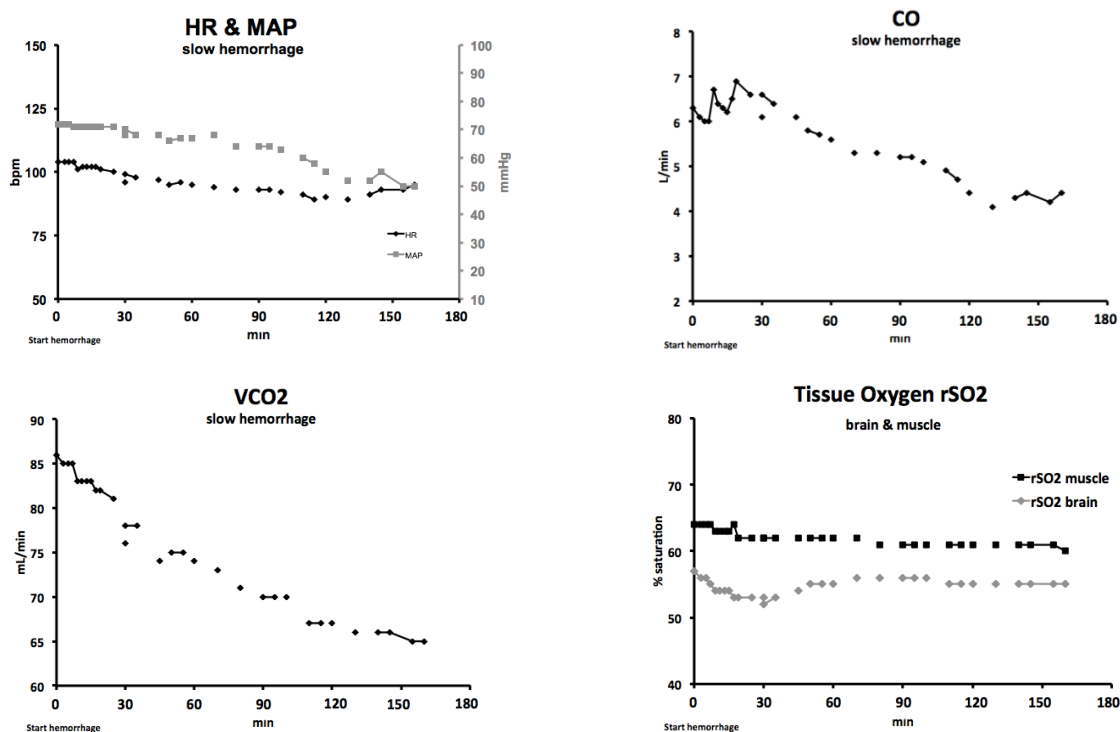 HR & MAP
slow hemorrhage
150
125
100
75
50
bpm
100
90
80
70
60
50
40
30
20
10
mmHg
HR
MAP
0 30 60 90 120 150 180
min
Start hemorrhage
CO
slow hemorrhage
8
7
6
5
4
3
2
L/min
0 30 60 90 120 150 180
min
Start hemorrhage
VCO2
slow hemorrhage
90
85
80
75
70
65
60
mL/min
0 30 60 90 120 150 180
min
Start hemorrhage
Tissue Oxygen rSO2
brain & muscle
80
70
60
50
40
% saturation
rSO2 muscle
rSO2 brain
0 30 60 90 120 150 180
min
Start hemorrhage